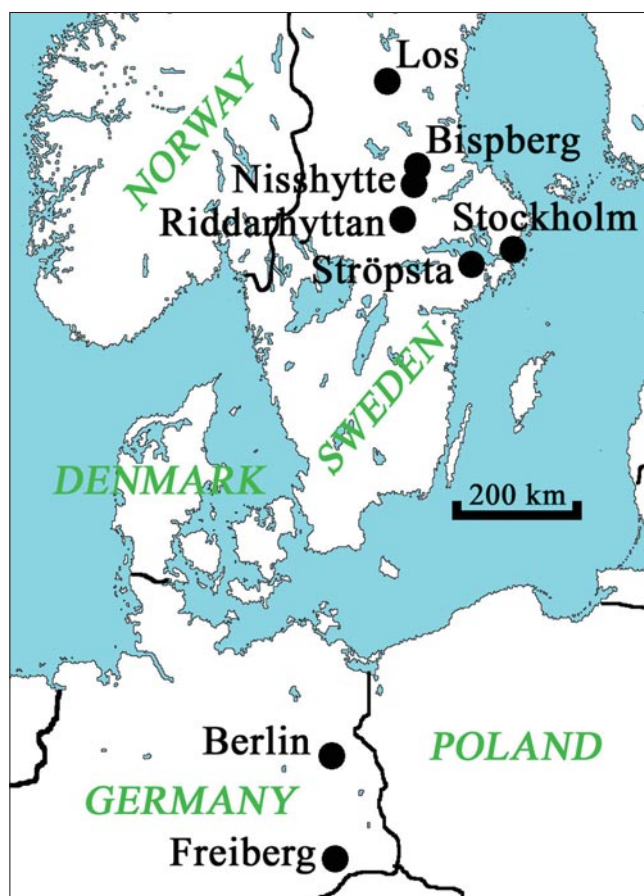 Los
NORWAY
Bispberg
Nisshytte
Riddarhyttan
Stockholm
Ströpsta
SWEDEN
DENMARK
200 km
Berlin
POLAND
GERMANY
Freiberg